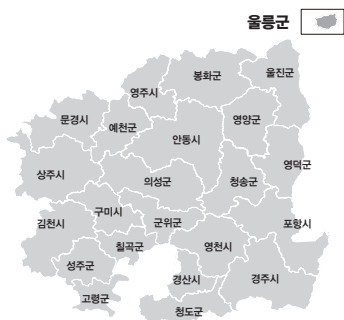 울릉군
봉화군
울진군
영주시
문경시
예천군
영양군
안동시
영덕군
상주시
의성군
청송군
구미시
김천시
군위군
포항시
칠곡군
영천시
성주군
경산시
경주시
고령군
청도군